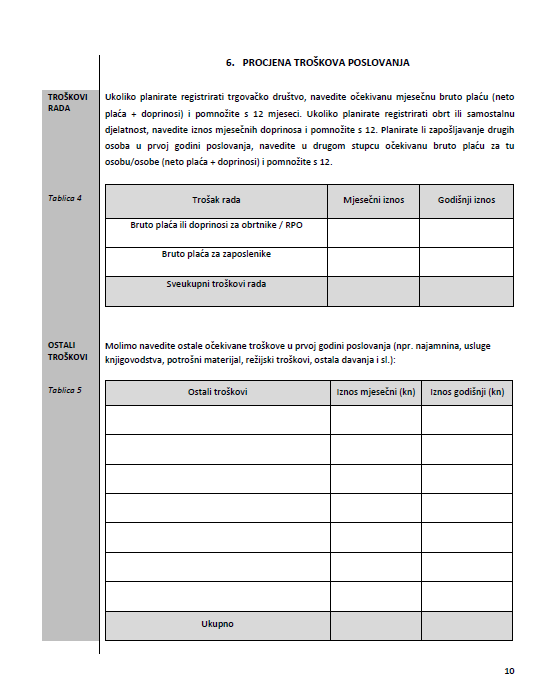 6. PROCJENA TROŠKOVA POSLOVANJA
TROŠKOVI
RADA
Ukoliko planirate registrirati trgovačko društvo, navedite očekivanu mjesečnu bruto plaću (neto
plaća + doprinosi) i pomnožite s 12 mjeseci. Ukoliko planirate registrirati obrt ili samostalnu
djelatnost, navedite iznos mjesečnih doprinosa i pomnožite s 12. Planirate li zapošljavanje drugih
osoba u prvoj godini poslovanja, navedite u drugom stupcu očekivanu bruto plaću za tu
osobu/osobe (neto plaća + doprinosi) i pomnožite s 12.
Tablica 4
Trošak rada Mjesečni iznos Godišnji iznos
Bruto plaća ili doprinosi za obrtnike / RPO
Bruto plaća za zaposlenike
Sveukupni troškovi rada
OSTALI
TROŠKOVI
Molimo navedite ostale očekivane troškove u prvoj godini poslovanja (npr. najamnina, usluge
knjigovodstva, potrošni materijal, režijski troškovi, ostala davanja i sl.):
Tablica 5
Ostali troškovi Iznos mjesečni (kn) Iznos godišnji (kn)
Ukupno
10